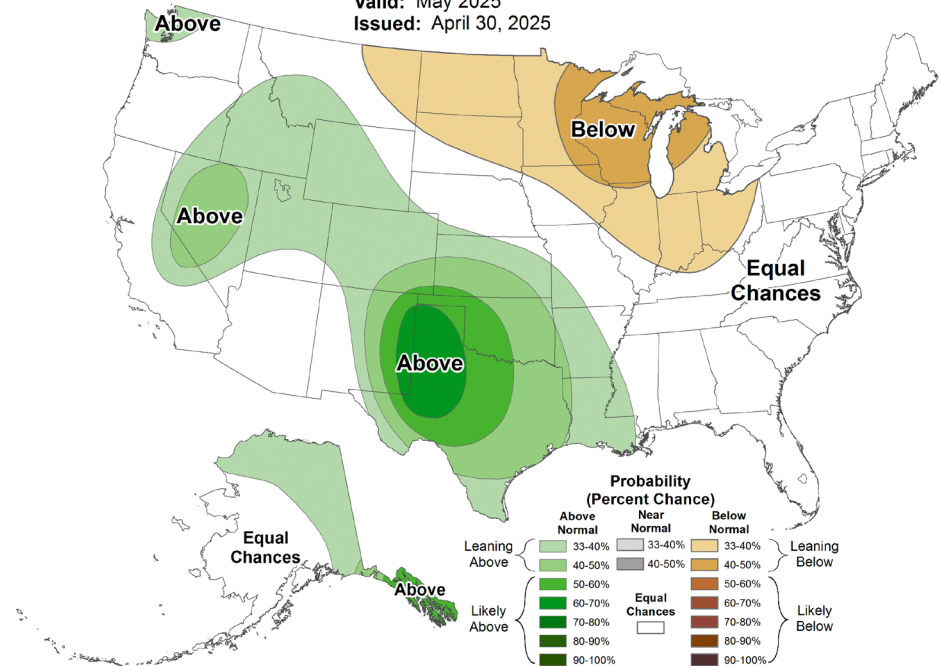 Valid: May 2025
Issued: April 30, 2025
Above
Below
Above
Equal
Chances
Above
Equal
Chances
Above
Probability
(Percent Chance)
Above
Normal
Near
Normal
Below
Normal
Leaning
Above
33-40%
33-40%
33-40%
Leaning
Below
40-50%
40-50%
40-50%
Likely
Above
50-60%
60-70%
70-80%
80-90%
90-100%
Equal
Chances
50-60%
60-70%
70-80%
80-90%
90-100%
Likely
Below